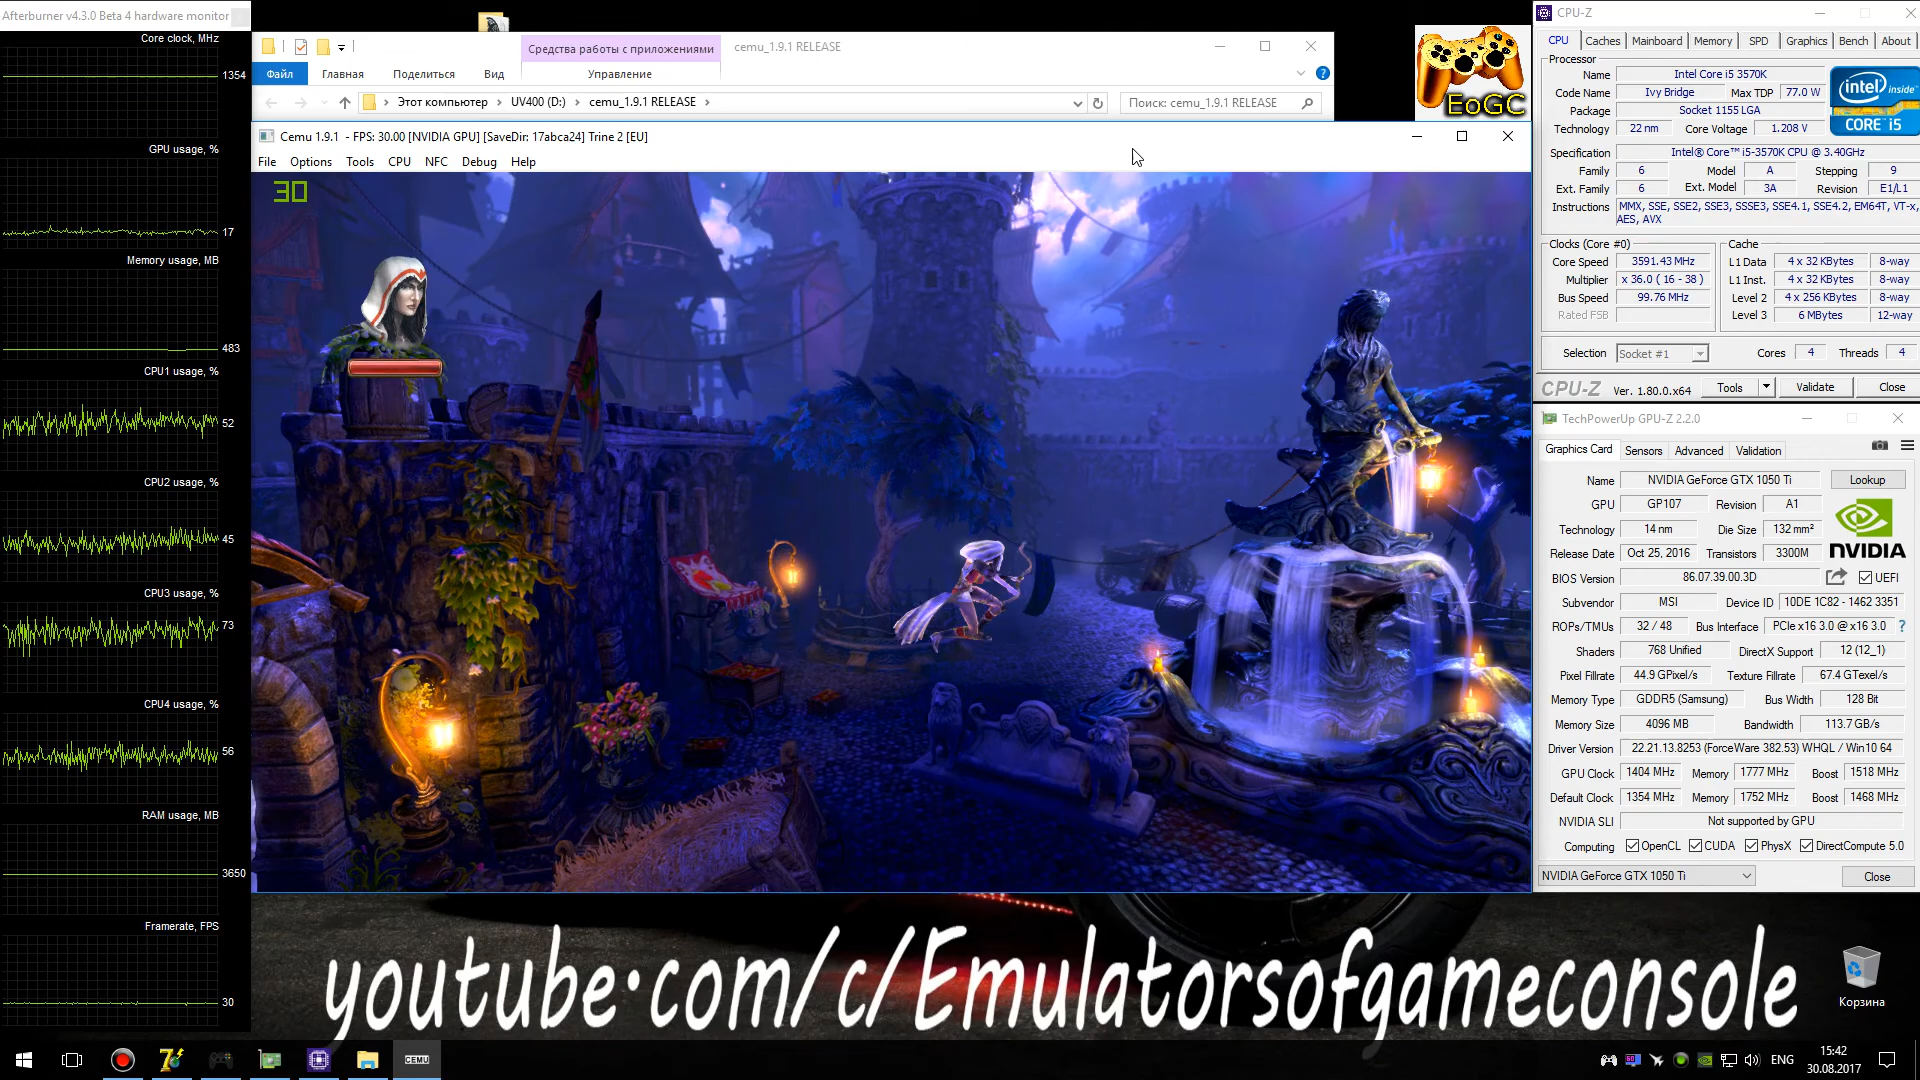 Afterburner v4.3.0 Beta 4 hardware monitor
Core clock, MHz
1354
GPU usage, %
17
Memory usage, MB
483
CPU1 usage, %
52
CPU2 usage, %
45
CPU3 usage, %
73
CPU4 usage, %
56
RAM usage, MB
3650
Framerate, FPS
30
Средства работы с приложениями
cemu_1.9.1 RELEASE
Файл Главная Поделиться Вид Управление
Этот компьютер UV400 (D:) cemu_1.9.1 RELEASE
Поиск: cemu_1.9.1 RELEASE
EoGC
Cemu 1.9.1 - FPS: 30.00 [NVIDIA GPU] [SaveDir: 17abca24] Trine 2 [EU]
File Options Tools CPU NFC Debug Help
30
CPU-Z
CPU Caches Mainboard Memory SPD Graphics Bench About
Processor
Name Intel Core i5 3570K
Code Name Ivy Bridge Max TDP 77.0 W
Package Socket 1155 LGA
Technology 22 nm Core Voltage 1.208 V
intel inside™
CORE i5
Specification Intel® Core™ i5-3570K CPU @ 3.40GHz
Family 6 Model A Stepping 9
Ext. Family 6 Ext. Model 3A Revision E1/L1
Instructions MMX, SSE, SSE2, SSE3, SSSE3, SSE4.1, SSE4.2, EM64T, VT-x,
AES, AVX
Clocks (Core #0) Cache
Core Speed 3591.43 MHz L1 Data 4 x 32 KBytes 8-way
Multiplier x 36.0 ( 16 - 38 ) L1 Inst. 4 x 32 KBytes 8-way
Bus Speed 99.76 MHz Level 2 4 x 256 KBytes 8-way
Rated FSB Level 3 6 MBytes 12-way
Selection Socket #1 Cores 4 Threads 4
CPU-Z Ver. 1.80.0.x64 Tools Validate Close
TechPowerUp GPU-Z 2.2.0
Graphics Card Sensors Advanced Validation
Name NVIDIA GeForce GTX 1050 Ti Lookup
GPU GP107 Revision A1
Technology 14 nm Die Size 132 mm²
Release Date Oct 25, 2016 Transistors 3300M
NVIDIA
BIOS Version 86.07.39.00.3D UEFI
Subvendor MSI Device ID 10DE 1C82 - 1462 3351
ROPs/TMUs 32 / 48 Bus Interface PCIe x16 3.0 @ x16 3.0 ?
Shaders 768 Unified DirectX Support 12 (12_1)
Pixel Fillrate 44.9 GPixel/s Texture Fillrate 67.4 GTexel/s
Memory Type GDDR5 (Samsung) Bus Width 128 Bit
Memory Size 4096 MB Bandwidth 113.7 GB/s
Driver Version 22.21.13.8253 (ForceWare 382.53) WHQL / Win10 64
GPU Clock 1404 MHz Memory 1777 MHz Boost 1518 MHz
Default Clock 1354 MHz Memory 1752 MHz Boost 1468 MHz
NVIDIA SLI Not supported by GPU
Computing OpenCL CUDA PhysX DirectCompute 5.0
NVIDIA GeForce GTX 1050 Ti Close
youtube.com/c/Emulatorsofgameconsole
Корзина
CEMU
ENG
15:42
30.08.2017